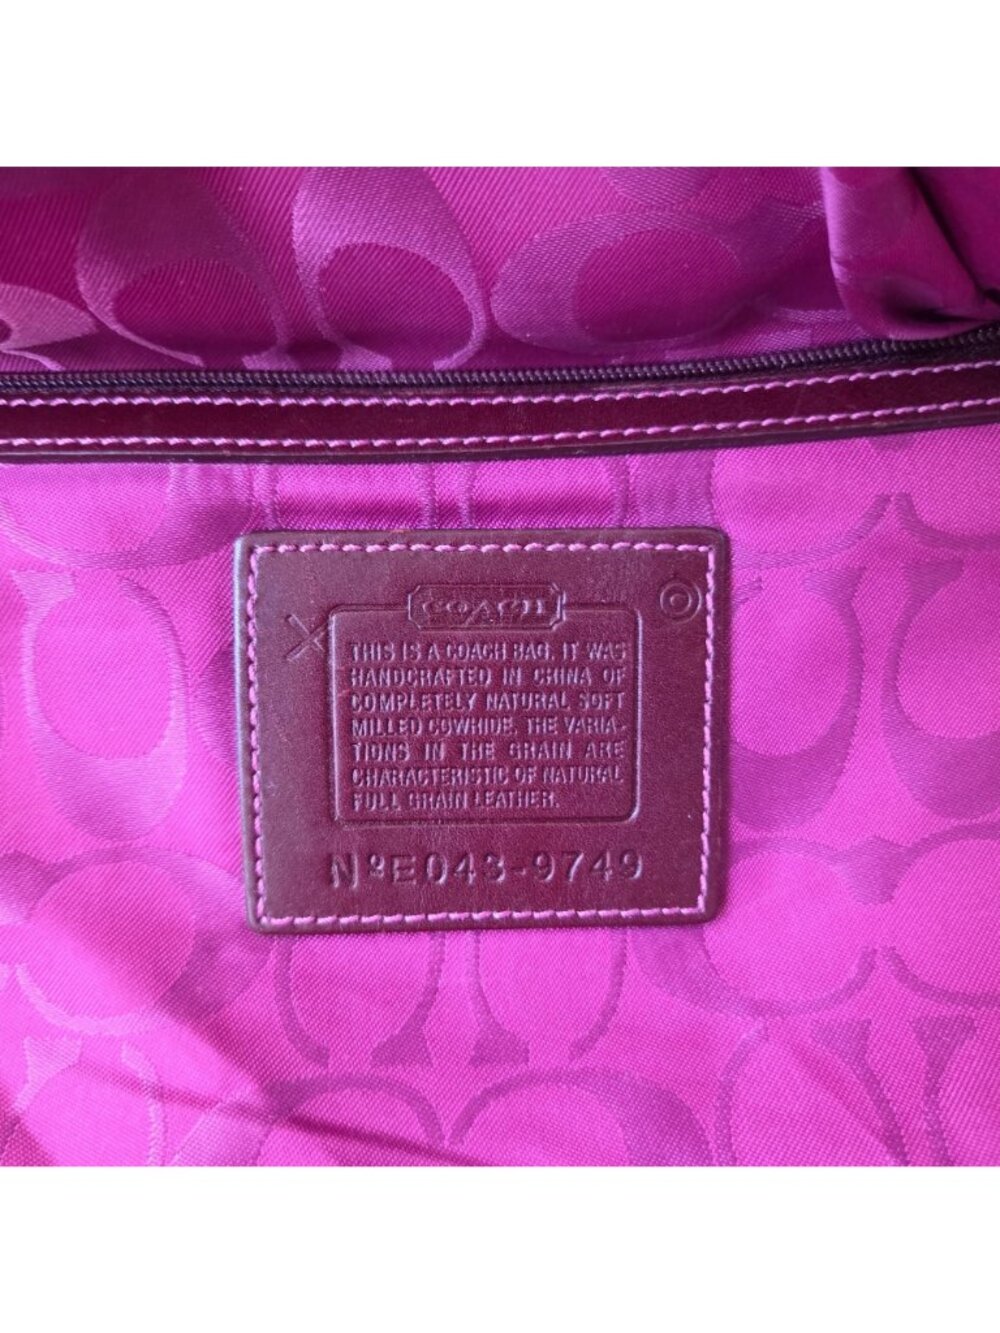 COACH
THIS IS A COACH BAG. IT WAS
HANDCRAFTED IN CHINA OF
COMPLETELY NATURAL SOFT
MILLED COWHIDE. THE VARIA-
TIONS IN THE GRAIN ARE
CHARACTERISTIC OF NATURAL
FULL GRAIN LEATHER.
Nº E043-9749